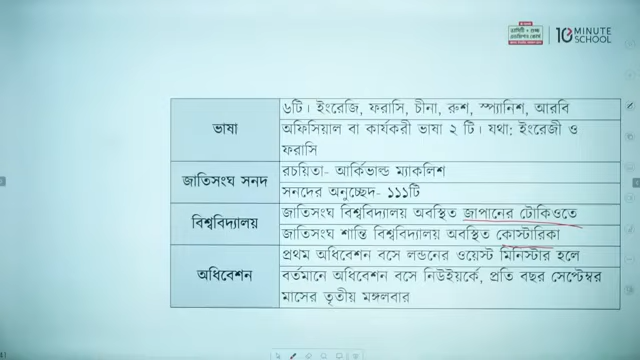 10 MINUTE SCHOOL
ভাষা
৬টি। ইংরেজি, ফরাসি, চীনা, রুশ, স্প্যানিশ, আরবি
অফিসিয়াল বা কার্যকরী ভাষা ২ টি। যথা: ইংরেজী ও
ফরাসি
জাতিসংঘ সনদ
রচয়িতা- আর্কিভাল্ড ম্যাকলিশ
সনদের অনুচ্ছেদ- ১১১টি
বিশ্ববিদ্যালয়
জাতিসংঘ বিশ্ববিদ্যালয় অবস্থিত জাপানের টোকিওতে
জাতিসংঘ শান্তি বিশ্ববিদ্যালয় অবস্থিত কোস্টারিকা
অধিবেশন
প্রথম অধিবেশন বসে লন্ডনের ওয়েস্ট মিনিস্টার হলে
বর্তমানে অধিবেশন বসে নিউইয়র্কে, প্রতি বছর সেপ্টেম্বর
মাসের তৃতীয় মঙ্গলবার